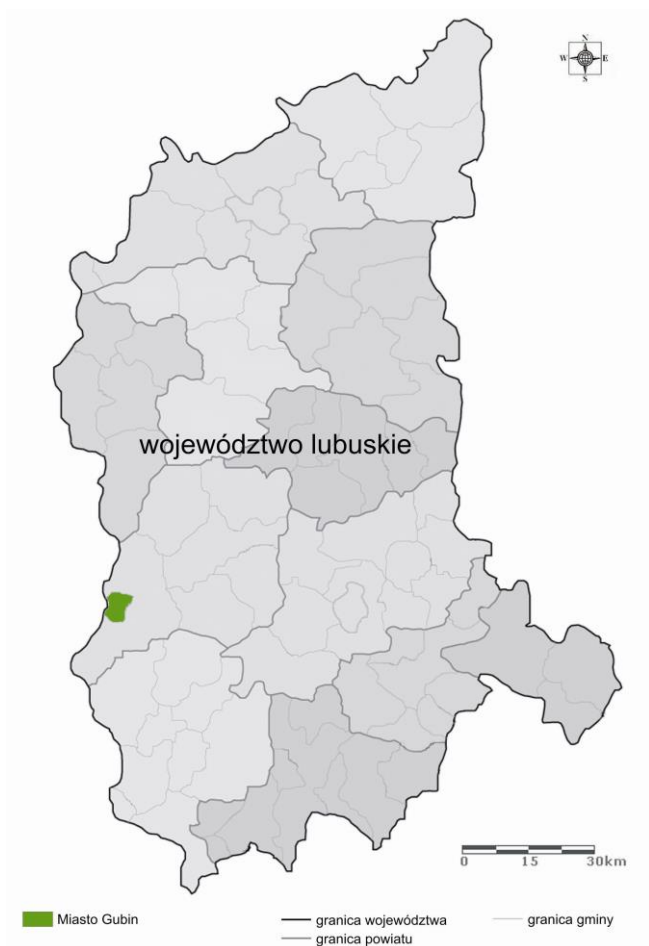 N
W E
S
województwo lubuskie
0 15 30km
Miasto Gubin
granica województwa
granica gminy
granica powiatu